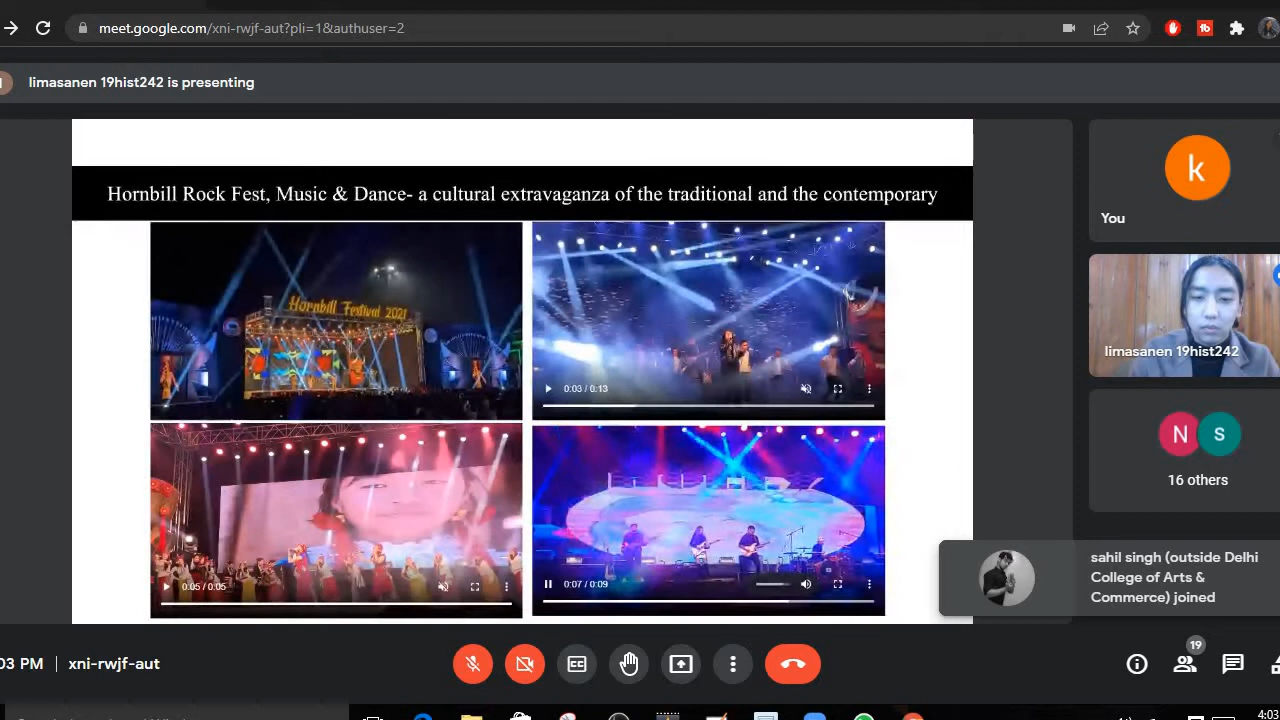 meet.google.com/xni-rwjf-aut?pli=1&authuser=2
limasanen 19hist242 is presenting
Hornbill Rock Fest, Music & Dance- a cultural extravaganza of the traditional and the contemporary
Hornbill Festival 2021
0:03 / 0:13
0:05 / 0:05
0:07 / 0:09
k
You
limasanen 19hist242
N
S
16 others
sahil singh (outside Delhi
College of Arts &
Commerce) joined
03 PM
xni-rwjf-aut
CC
19
4:03